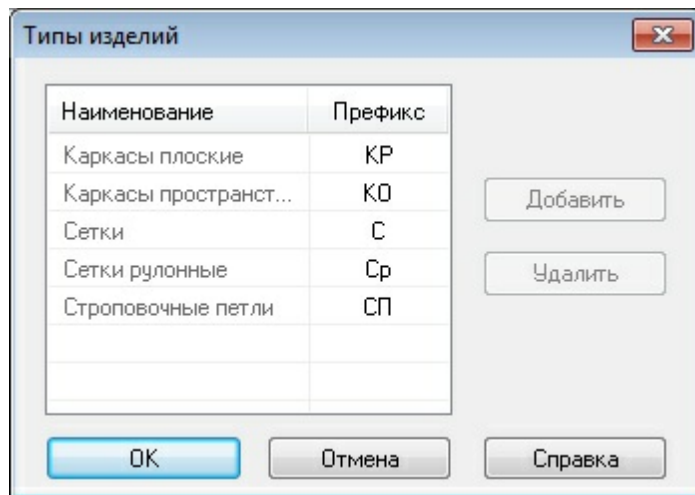 Типы изделий
Наименование Префикс
Каркасы плоские КР
Каркасы пространст... КО
Сетки С
Сетки рулонные Ср
Строповочные петли СП
Добавить
Удалить
OK Отмена Справка